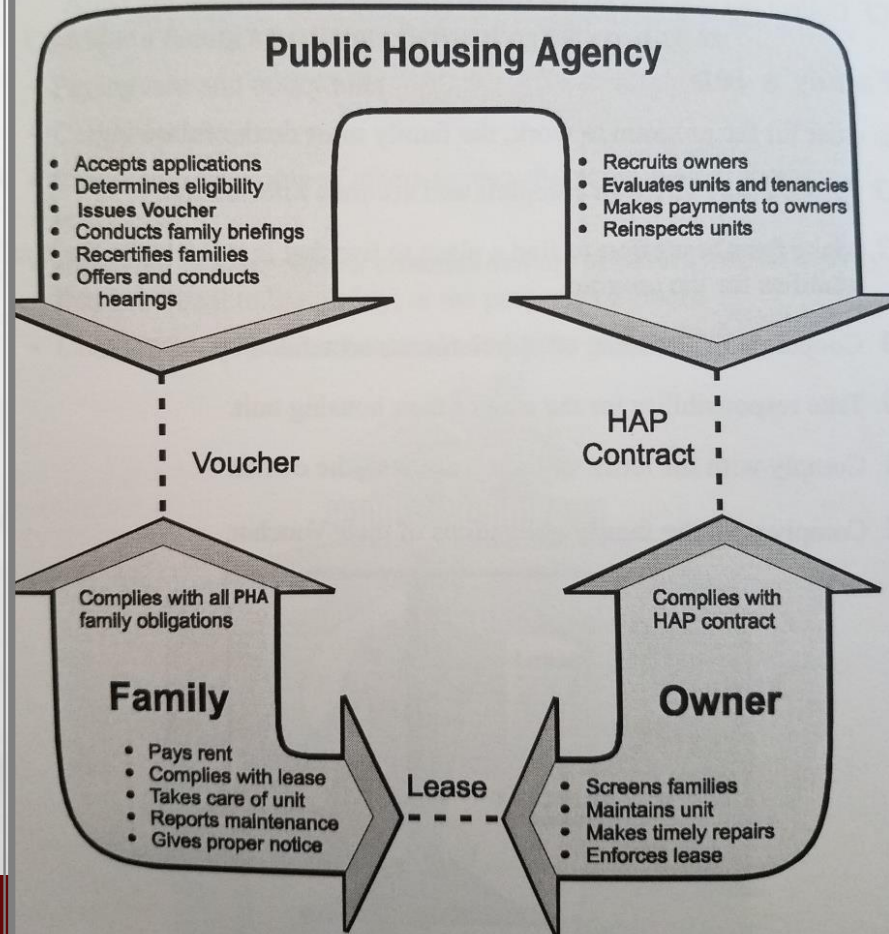 Public Housing Agency
• Accepts applications
• Determines eligibility
• Issues Voucher
• Conducts family briefings
• Recertifies families
• Offers and conducts
hearings
• Recruits owners
• Evaluates units and tenancies
• Makes payments to owners
• Reinspects units
Voucher
HAP
Contract
Complies with all PHA
family obligations
Family
• Pays rent
• Complies with lease
• Takes care of unit
• Reports maintenance
• Gives proper notice
Lease
Complies with
HAP contract
Owner
• Screens families
• Maintains unit
• Makes timely repairs
• Enforces lease